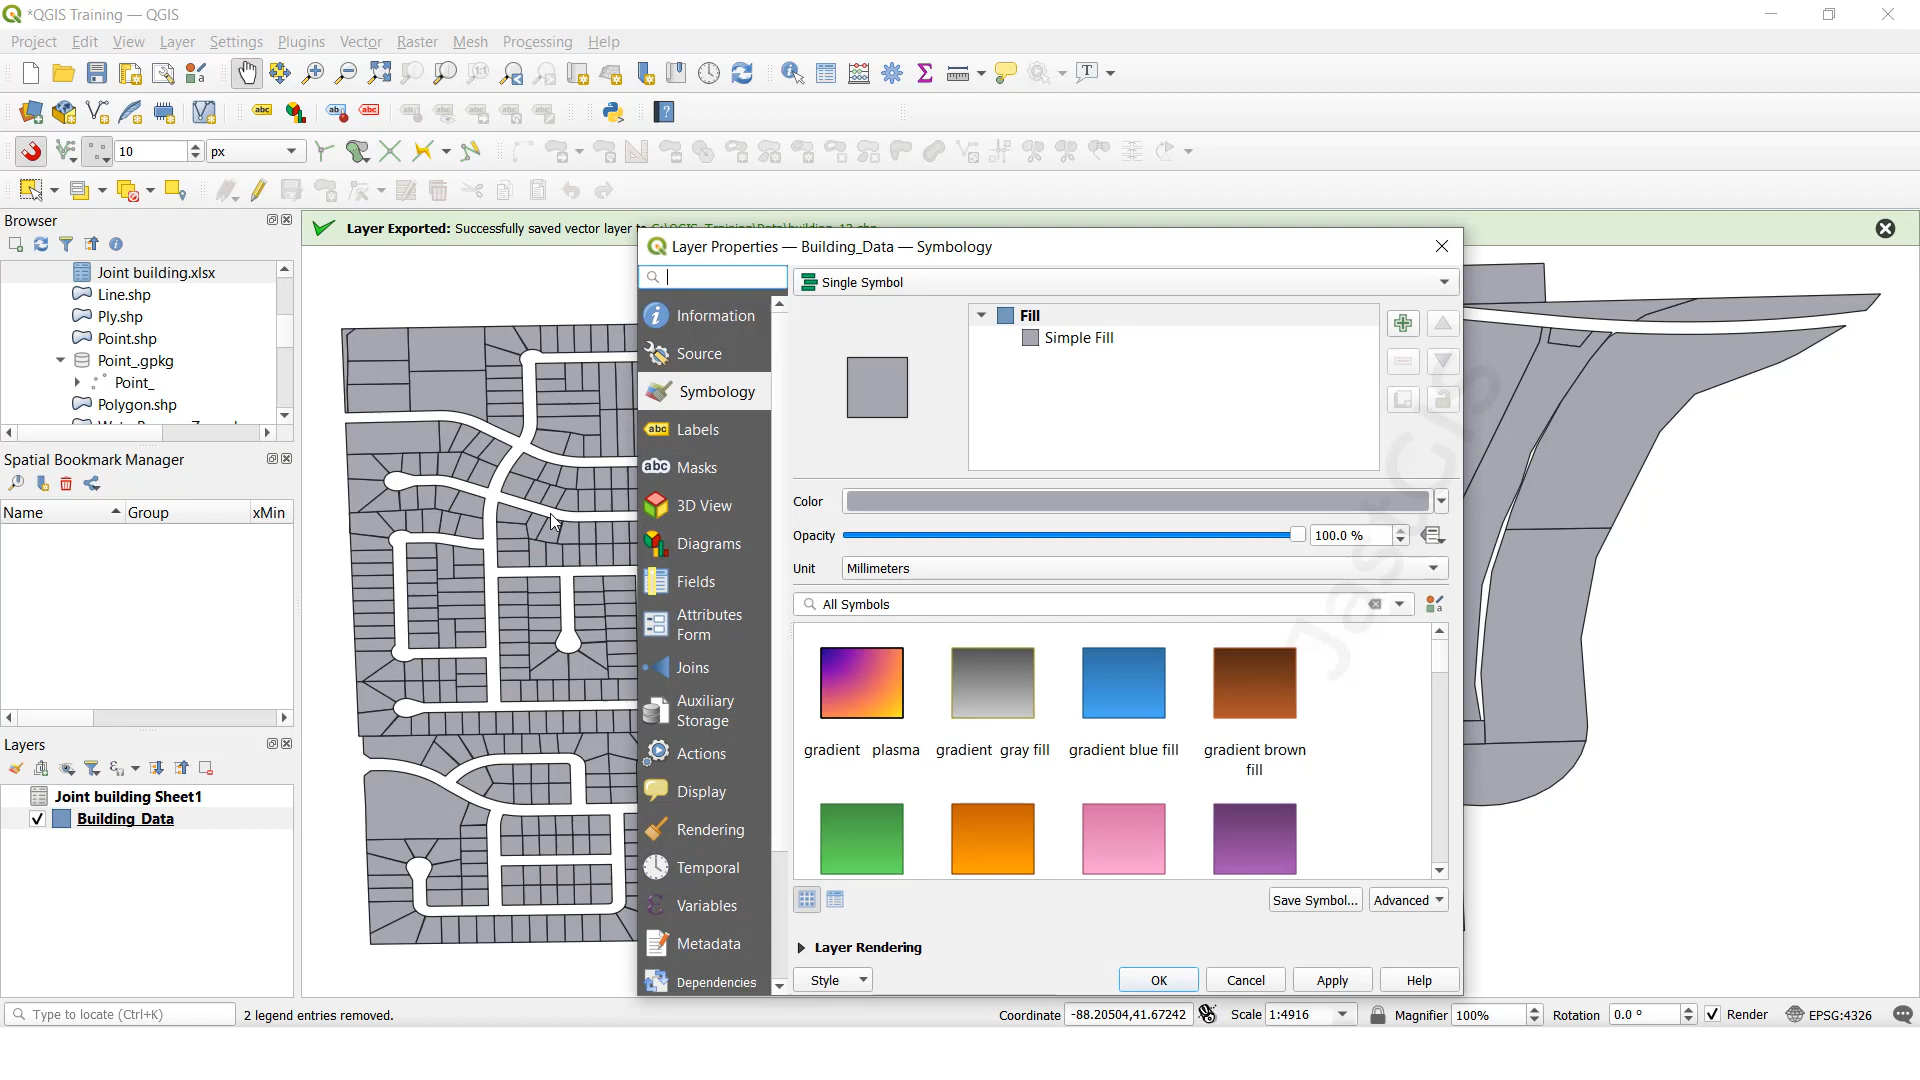 *QGIS Training — QGIS
Project Edit View Layer Settings Plugins Vector Raster Mesh Processing Help
10 px
Browser
Layer Exported: Successfully saved vector layer to
Joint building.xlsx
Line.shp
Ply.shp
Point.shp
Point_.gpkg
Point_
Polygon.shp
Spatial Bookmark Manager
Name Group xMin
Layers
Joint building Sheet1
Building_Data
Layer Properties — Building_Data — Symbology
Information
Source
Symbology
Labels
Masks
3D View
Diagrams
Fields
Attributes
Form
Joins
Auxiliary
Storage
Actions
Display
Rendering
Temporal
Variables
Metadata
Dependencies
Single Symbol
Fill
Simple Fill
Color
Opacity 100.0 %
Unit Millimeters
All Symbols
gradient plasma gradient gray fill gradient blue fill gradient brown
fill
Save Symbol... Advanced
Layer Rendering
Style OK Cancel Apply Help
JastGIS
Type to locate (Ctrl+K) 2 legend entries removed. Coordinate -88.20504,41.67242 Scale 1:4916 Magnifier 100% Rotation 0.0 ° Render EPSG:4326